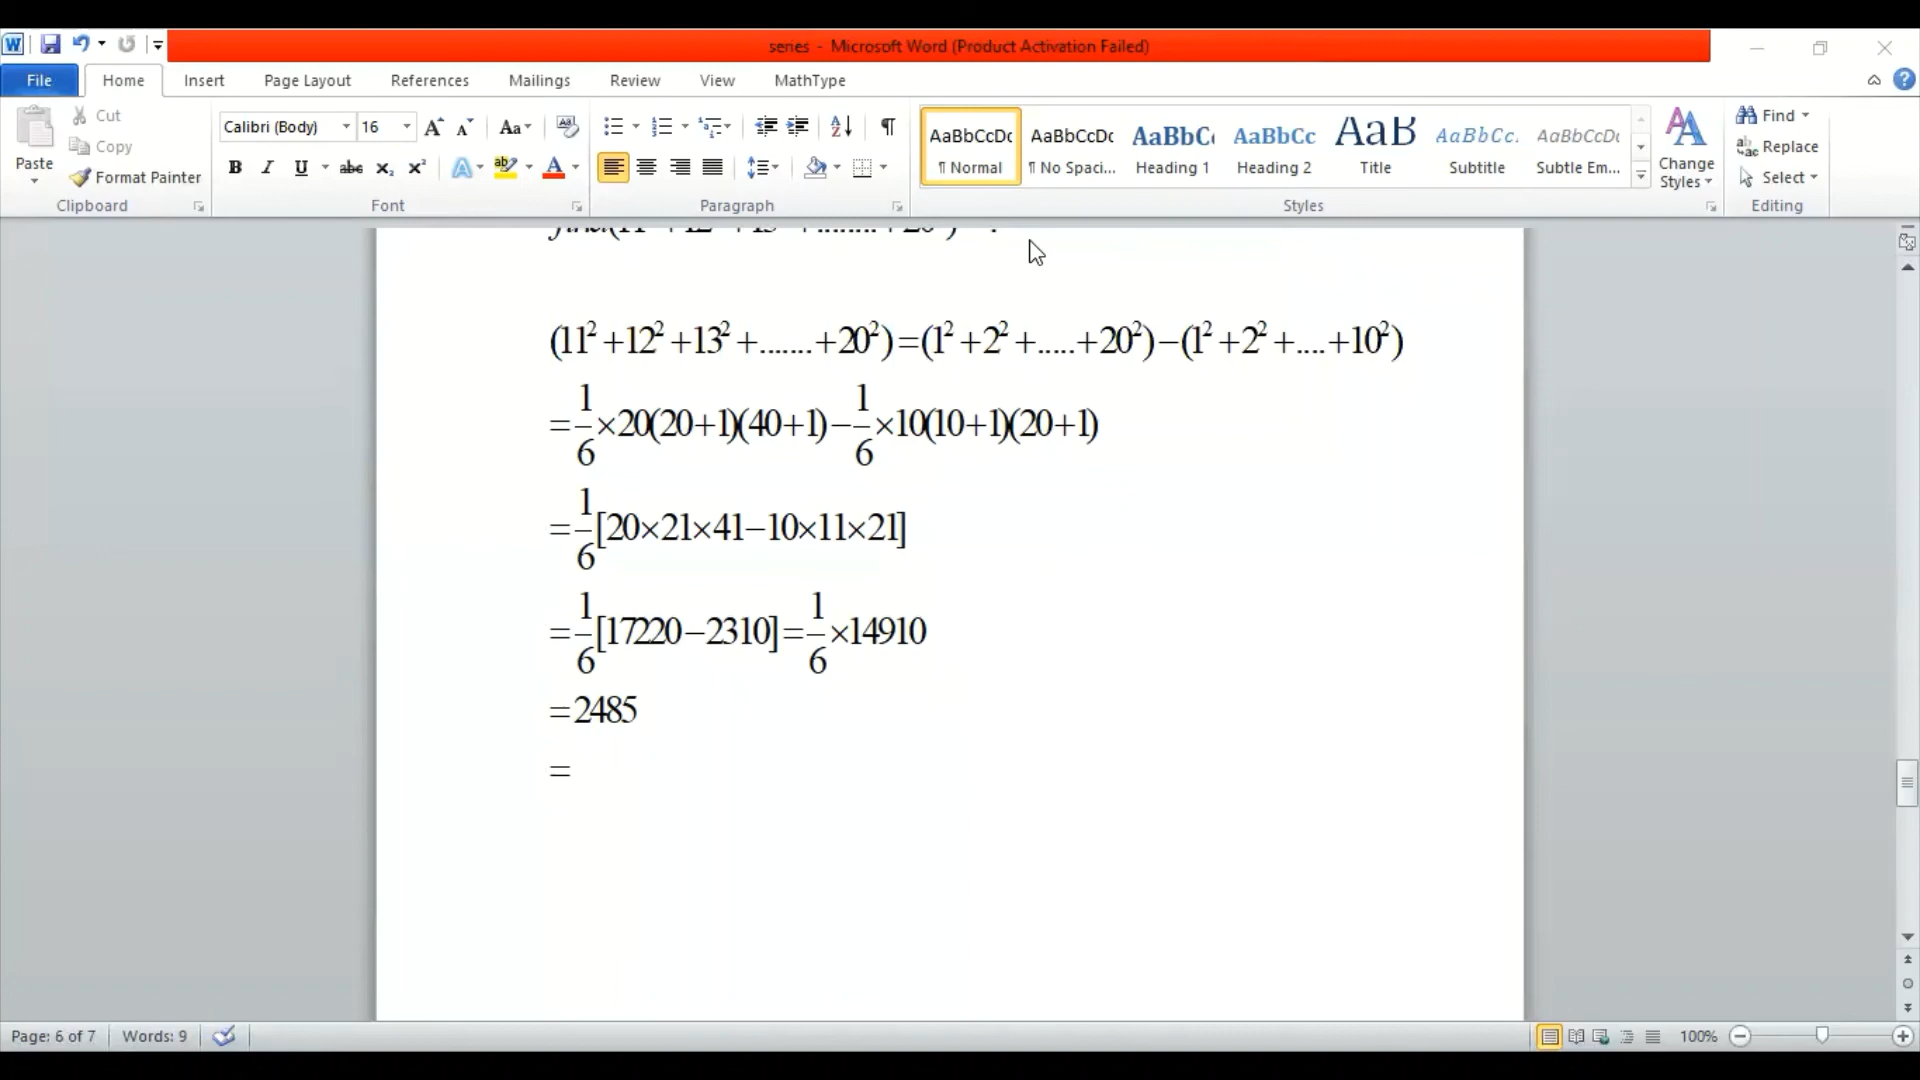 series - Microsoft Word (Product Activation Failed)
File Home Insert Page Layout References Mailings Review View MathType
Paste
Cut
Copy
Format Painter
Clipboard
Calibri (Body) 16
B I U abc X₂ X²
Font
Paragraph
AaBbCcDc AaBbCcDc AaBbC AaBbCc AaB AaBbCc. AaBbCcDc
¶ Normal ¶ No Spaci... Heading 1 Heading 2 Title Subtitle Subtle Em...
Change Styles
Styles
Find
Replace
Select
Editing
(11²+12²+13²+.......+20²)=(1²+2²+.....+20²)−(1²+2²+....+10²)
=1/6×20(20+1)(40+1)−1/6×10(10+1)(20+1)
=1/6[20×21×41−10×11×21]
=1/6[17220−2310]=1/6×14910
=2485
=
Page: 6 of 7 Words: 9 100%